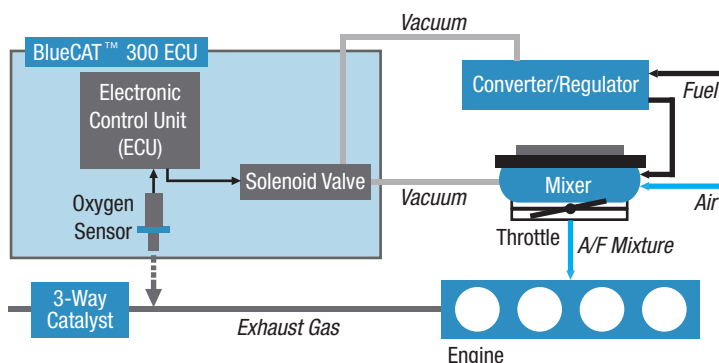 Vacuum
BlueCAT™ 300 ECU
Electronic
Control Unit
(ECU)
Converter/Regulator
Fuel
Solenoid Valve
Vacuum
Mixer
Air
Oxygen
Sensor
Throttle
A/F Mixture
3-Way
Catalyst
Exhaust Gas
Engine